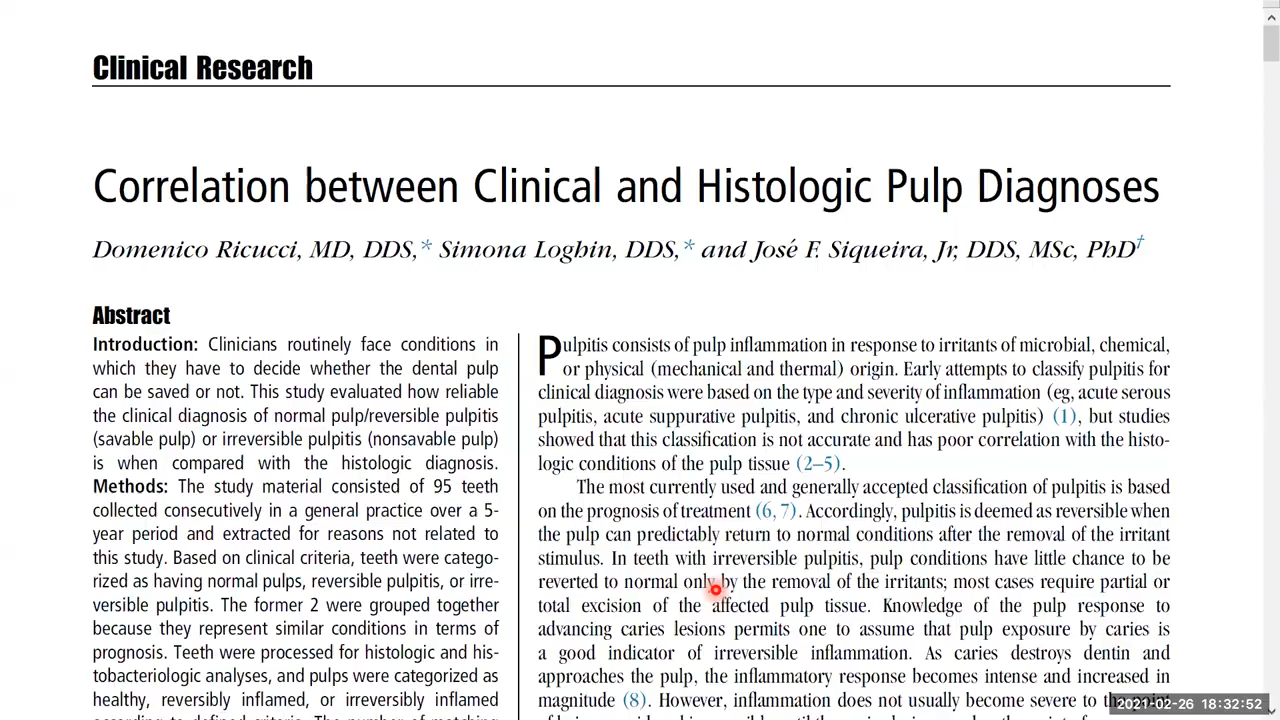 Clinical Research
Correlation between Clinical and Histologic Pulp Diagnoses
Domenico Ricucci, MD, DDS,* Simona Loghin, DDS,* and José F. Siqueira, Jr, DDS, MSc, PhD†
Abstract
Introduction: Clinicians routinely face conditions in
which they have to decide whether the dental pulp
can be saved or not. This study evaluated how reliable
the clinical diagnosis of normal pulp/reversible pulpitis
(savable pulp) or irreversible pulpitis (nonsavable pulp)
is when compared with the histologic diagnosis.
Methods: The study material consisted of 95 teeth
collected consecutively in a general practice over a 5-
year period and extracted for reasons not related to
this study. Based on clinical criteria, teeth were catego-
rized as having normal pulps, reversible pulpitis, or irre-
versible pulpitis. The former 2 were grouped together
because they represent similar conditions in terms of
prognosis. Teeth were processed for histologic and his-
tobacteriologic analyses, and pulps were categorized as
healthy, reversibly inflamed, or irreversibly inflamed
according to defined criteria. The number of matching
Pulpitis consists of pulp inflammation in response to irritants of microbial, chemical,
or physical (mechanical and thermal) origin. Early attempts to classify pulpitis for
clinical diagnosis were based on the type and severity of inflammation (eg, acute serous
pulpitis, acute suppurative pulpitis, and chronic ulcerative pulpitis) (1), but studies
showed that this classification is not accurate and has poor correlation with the histo-
logic conditions of the pulp tissue (2–5).
The most currently used and generally accepted classification of pulpitis is based
on the prognosis of treatment (6, 7). Accordingly, pulpitis is deemed as reversible when
the pulp can predictably return to normal conditions after the removal of the irritant
stimulus. In teeth with irreversible pulpitis, pulp conditions have little chance to be
reverted to normal only by the removal of the irritants; most cases require partial or
total excision of the affected pulp tissue. Knowledge of the pulp response to
advancing caries lesions permits one to assume that pulp exposure by caries is
a good indicator of irreversible inflammation. As caries destroys dentin and
approaches the pulp, the inflammatory response becomes intense and increased in
magnitude (8). However, inflammation does not usually become severe to the point
2021-02-26 18:32:52